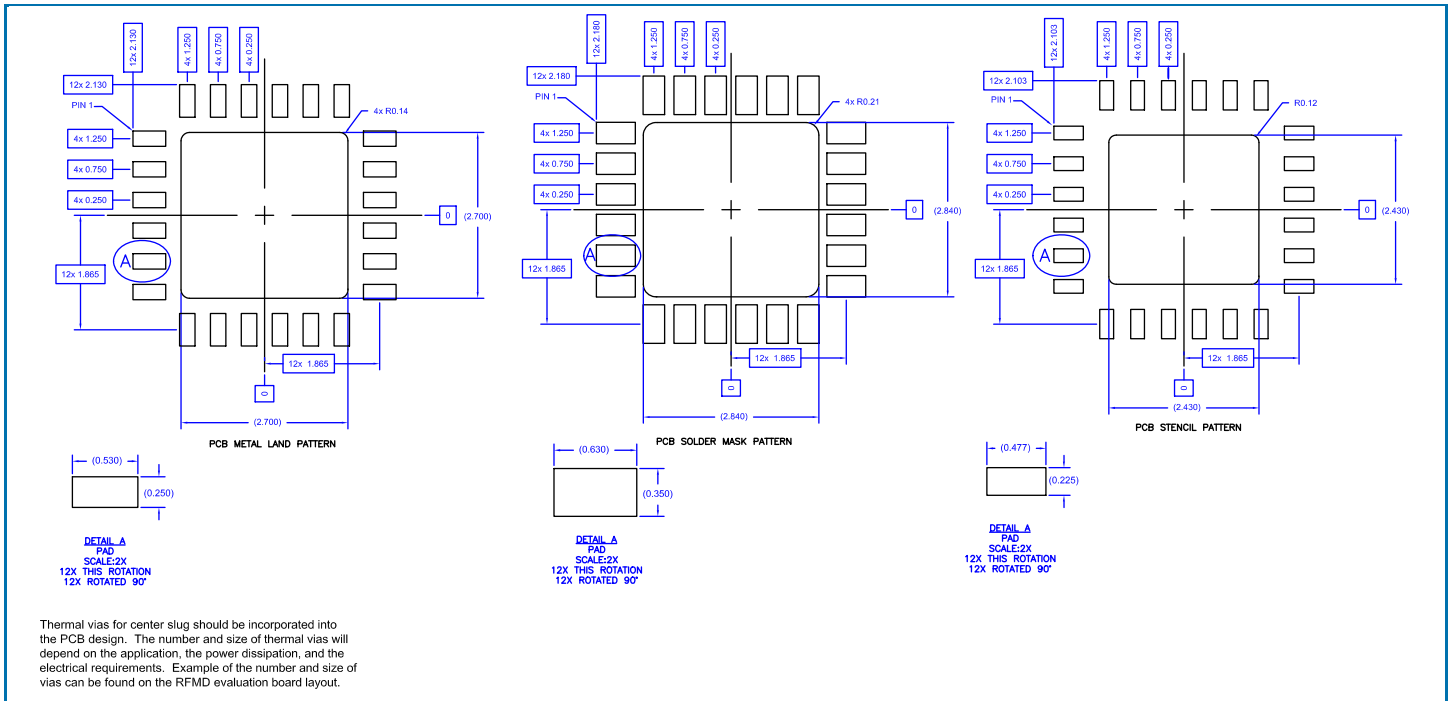 12x 2.130
4x 1.250
4x 0.750
4x 0.250
12x 2.130
PIN 1
4x R0.14
4x 1.250
4x 0.750
4x 0.250
0
(2.700)
A
12x 1.865
12x 1.865
0
(2.700)
PCB METAL LAND PATTERN
(0.530)
(0.250)
DETAIL A
PAD
SCALE:2X
12X THIS ROTATION
12X ROTATED 90°
12x 2.180
4x 1.250
4x 0.750
4x 0.250
12x 2.180
PIN 1
4x R0.21
4x 1.250
4x 0.750
4x 0.250
0
(2.840)
A
12x 1.865
12x 1.865
0
(2.840)
PCB SOLDER MASK PATTERN
(0.630)
(0.350)
DETAIL A
PAD
SCALE:2X
12X THIS ROTATION
12X ROTATED 90°
12x 2.103
4x 1.250
4x 0.750
4x 0.250
12x 2.103
PIN 1
R0.12
4x 1.250
4x 0.750
4x 0.250
0
(2.430)
A
12x 1.865
12x 1.865
0
(2.430)
PCB STENCIL PATTERN
(0.477)
(0.225)
DETAIL A
PAD
SCALE:2X
12X THIS ROTATION
12X ROTATED 90°
Thermal vias for center slug should be incorporated into
the PCB design. The number and size of thermal vias will
depend on the application, the power dissipation, and the
electrical requirements. Example of the number and size of
vias can be found on the RFMD evaluation board layout.